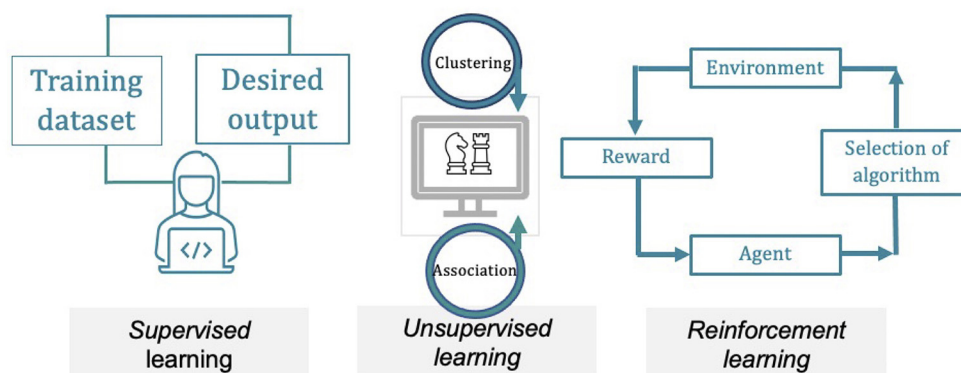 Training
dataset
Desired
output
</>
Supervised
learning
Clustering
Association
Unsupervised
learning
Environment
Reward
Selection of
algorithm
Agent
Reinforcement
learning